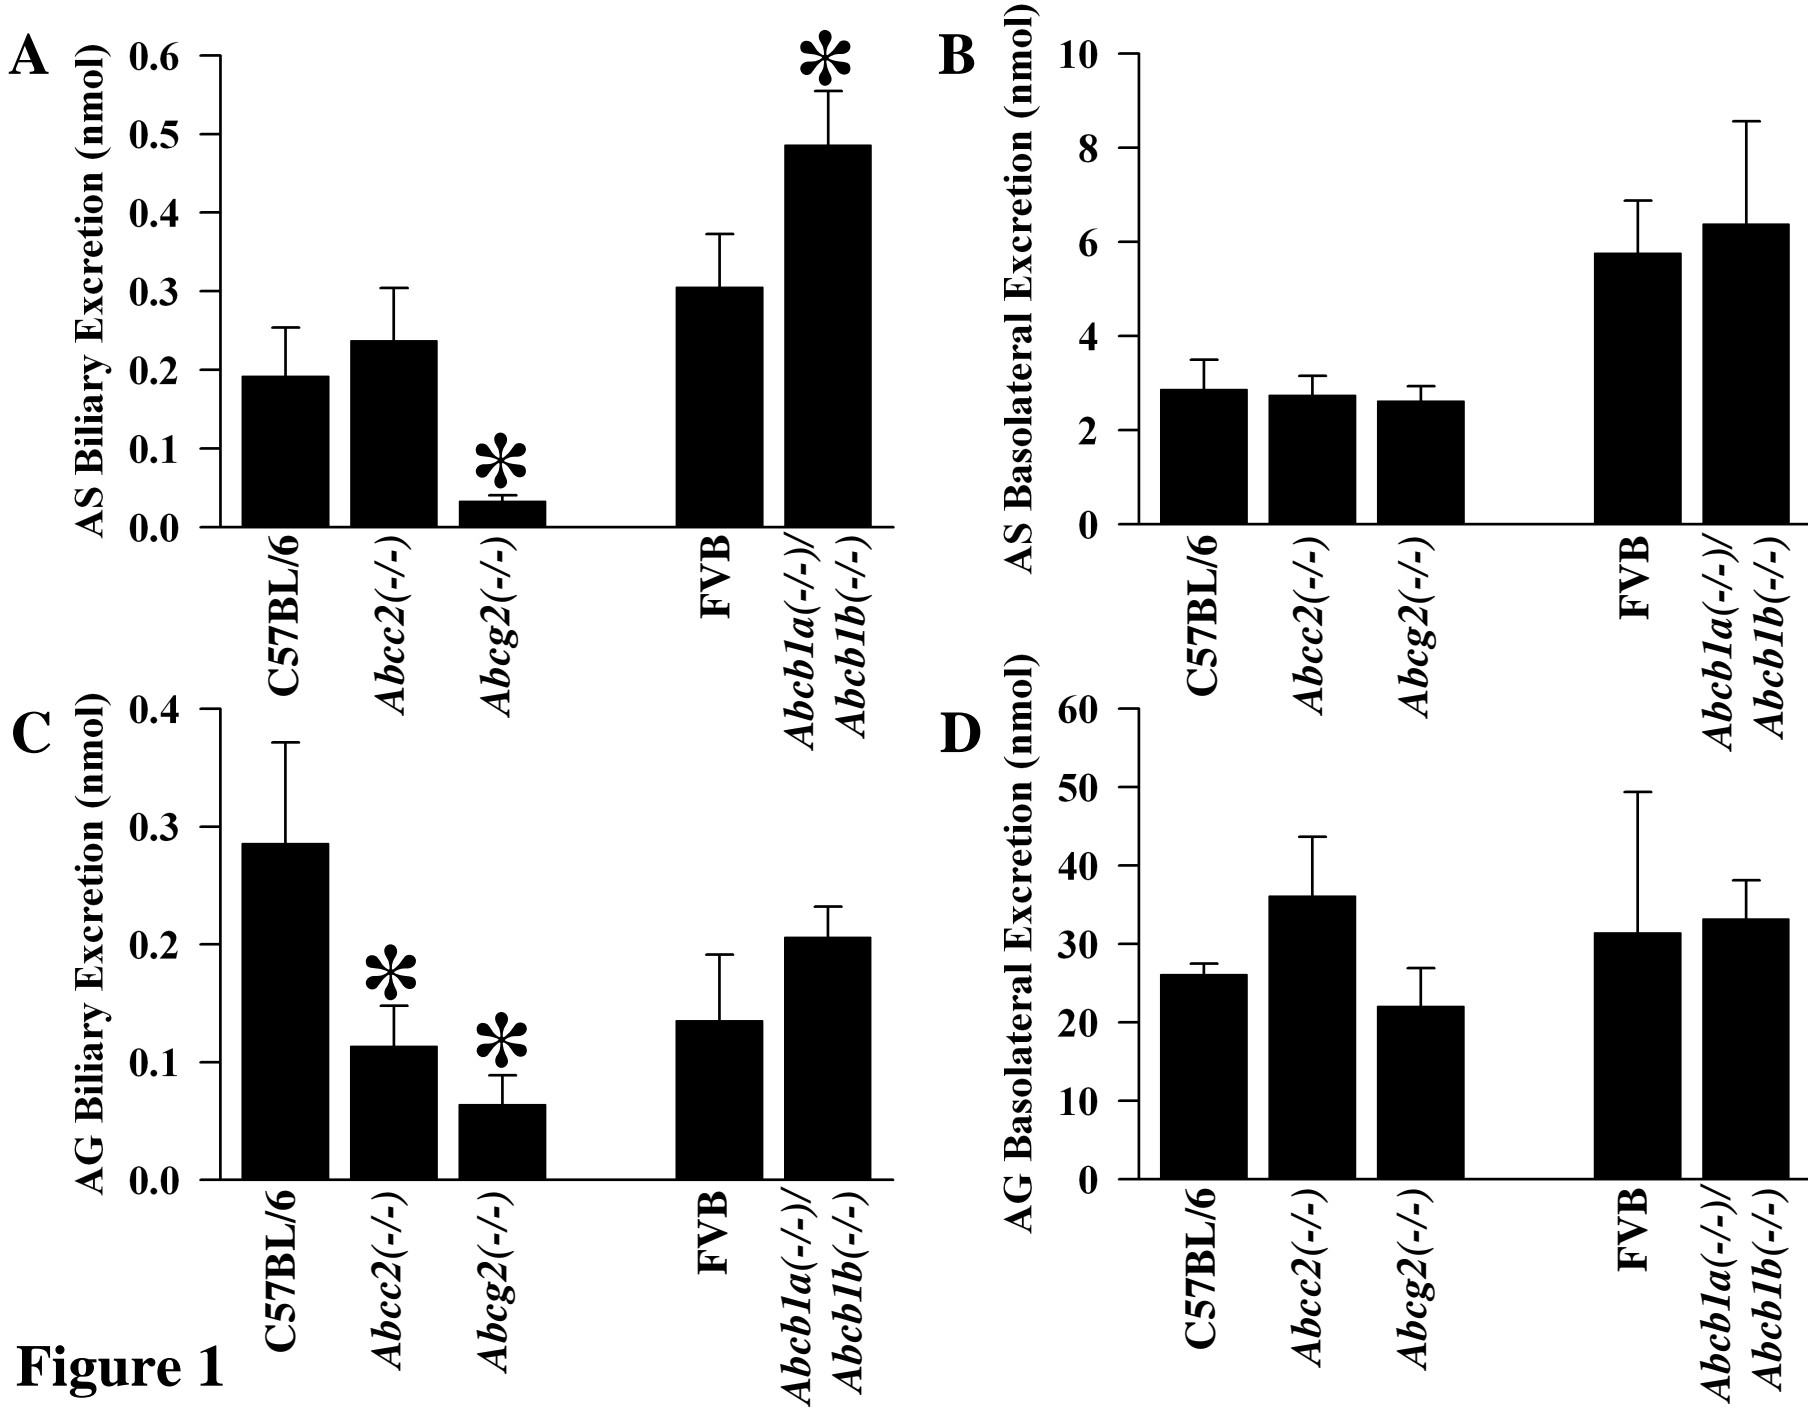 A
AS Biliary Excretion (nmol)
0.6
0.5
0.4
0.3
0.2
0.1
0.0
*
*
C57BL/6
Abcc2(-/-)
Abcg2(-/-)
FVB
Abcb1a(-/-)/
Abcb1b(-/-)
B
AS Basolateral Excretion (nmol)
10
8
6
4
2
0
C57BL/6
Abcc2(-/-)
Abcg2(-/-)
FVB
Abcb1a(-/-)/
Abcb1b(-/-)
C
AG Biliary Excretion (nmol)
0.4
0.3
0.2
0.1
0.0
*
*
C57BL/6
Abcc2(-/-)
Abcg2(-/-)
FVB
Abcb1a(-/-)/
Abcb1b(-/-)
D
AG Basolateral Excretion (nmol)
60
50
40
30
20
10
0
C57BL/6
Abcc2(-/-)
Abcg2(-/-)
FVB
Abcb1a(-/-)/
Abcb1b(-/-)
Figure 1